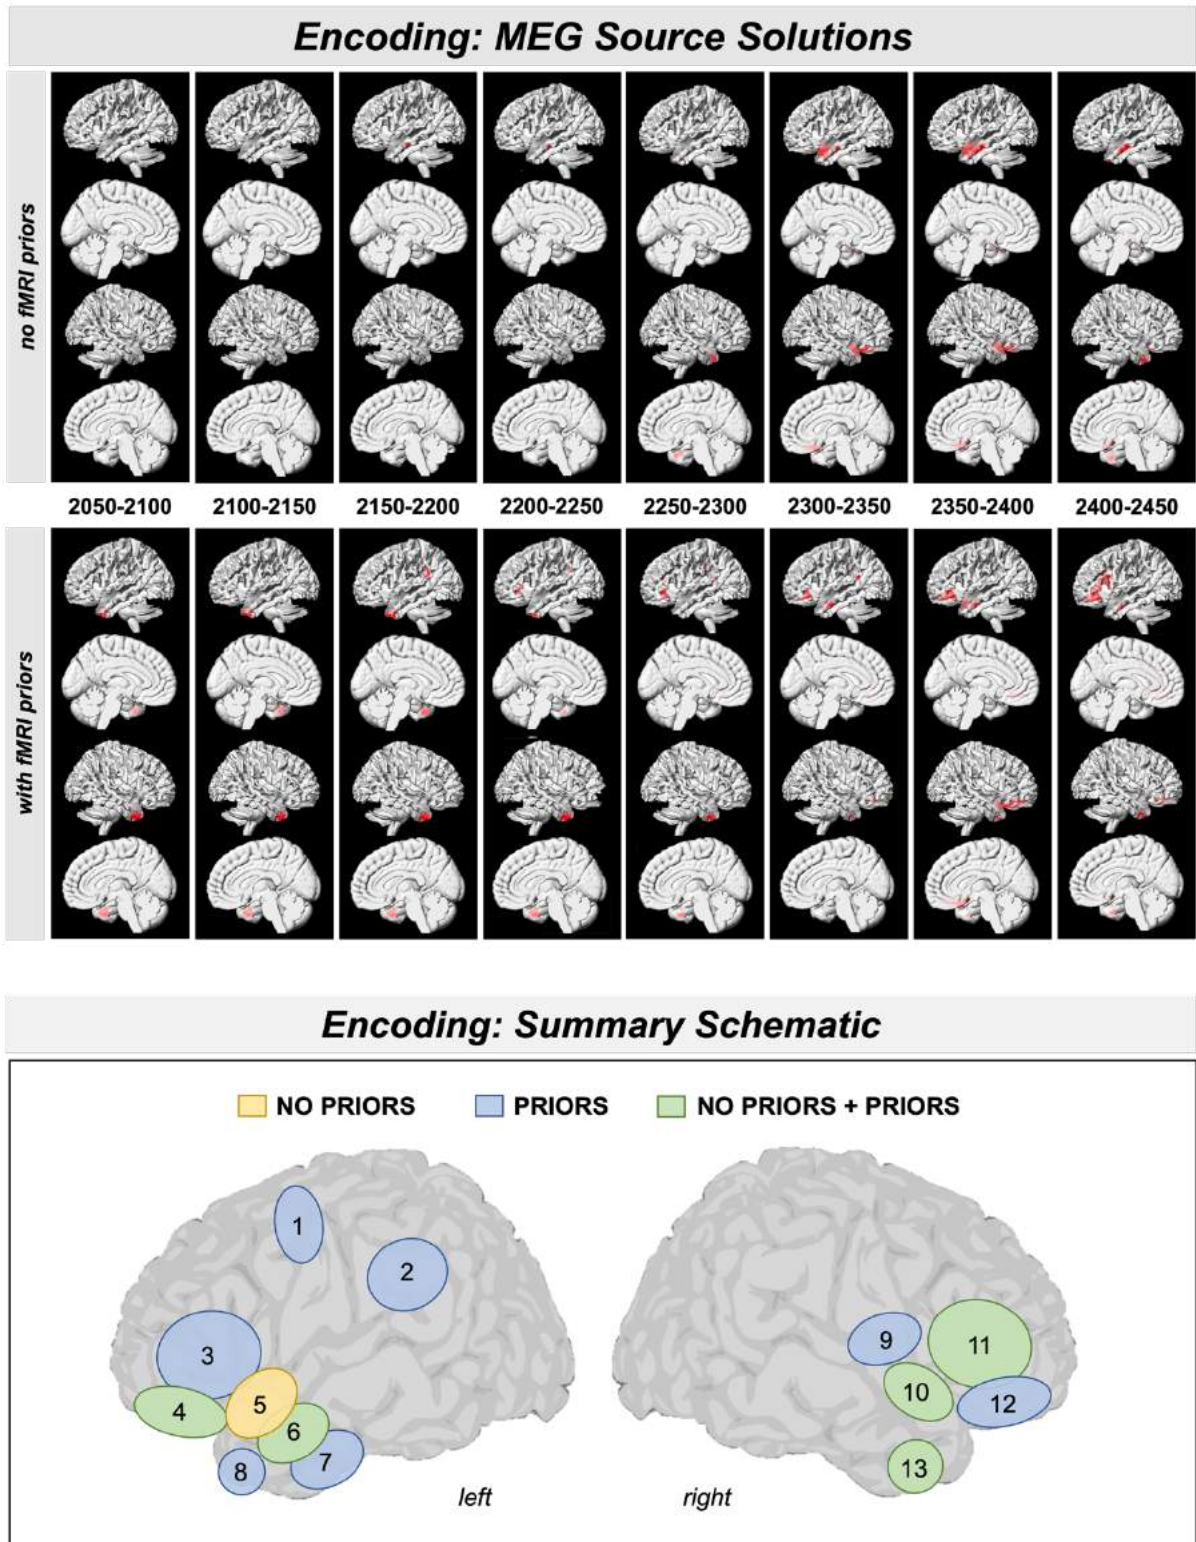 Encoding: MEG Source Solutions
no fMRI priors
2050-2100 2100-2150 2150-2200 2200-2250 2250-2300 2300-2350 2350-2400 2400-2450
with fMRI priors
Encoding: Summary Schematic
NO PRIORS PRIORS NO PRIORS + PRIORS
1
2
3
4
5
6
7
8
9
10
11
12
13
left
right